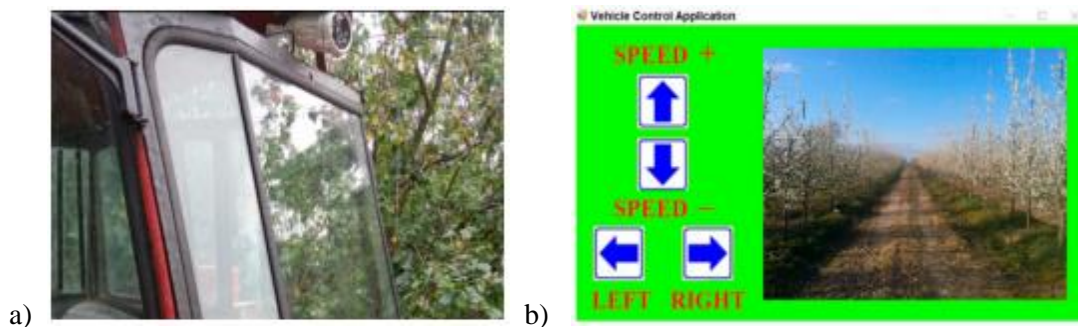 Vehicle Control Application
SPEED +
SPEED −
LEFT RIGHT
a) b)